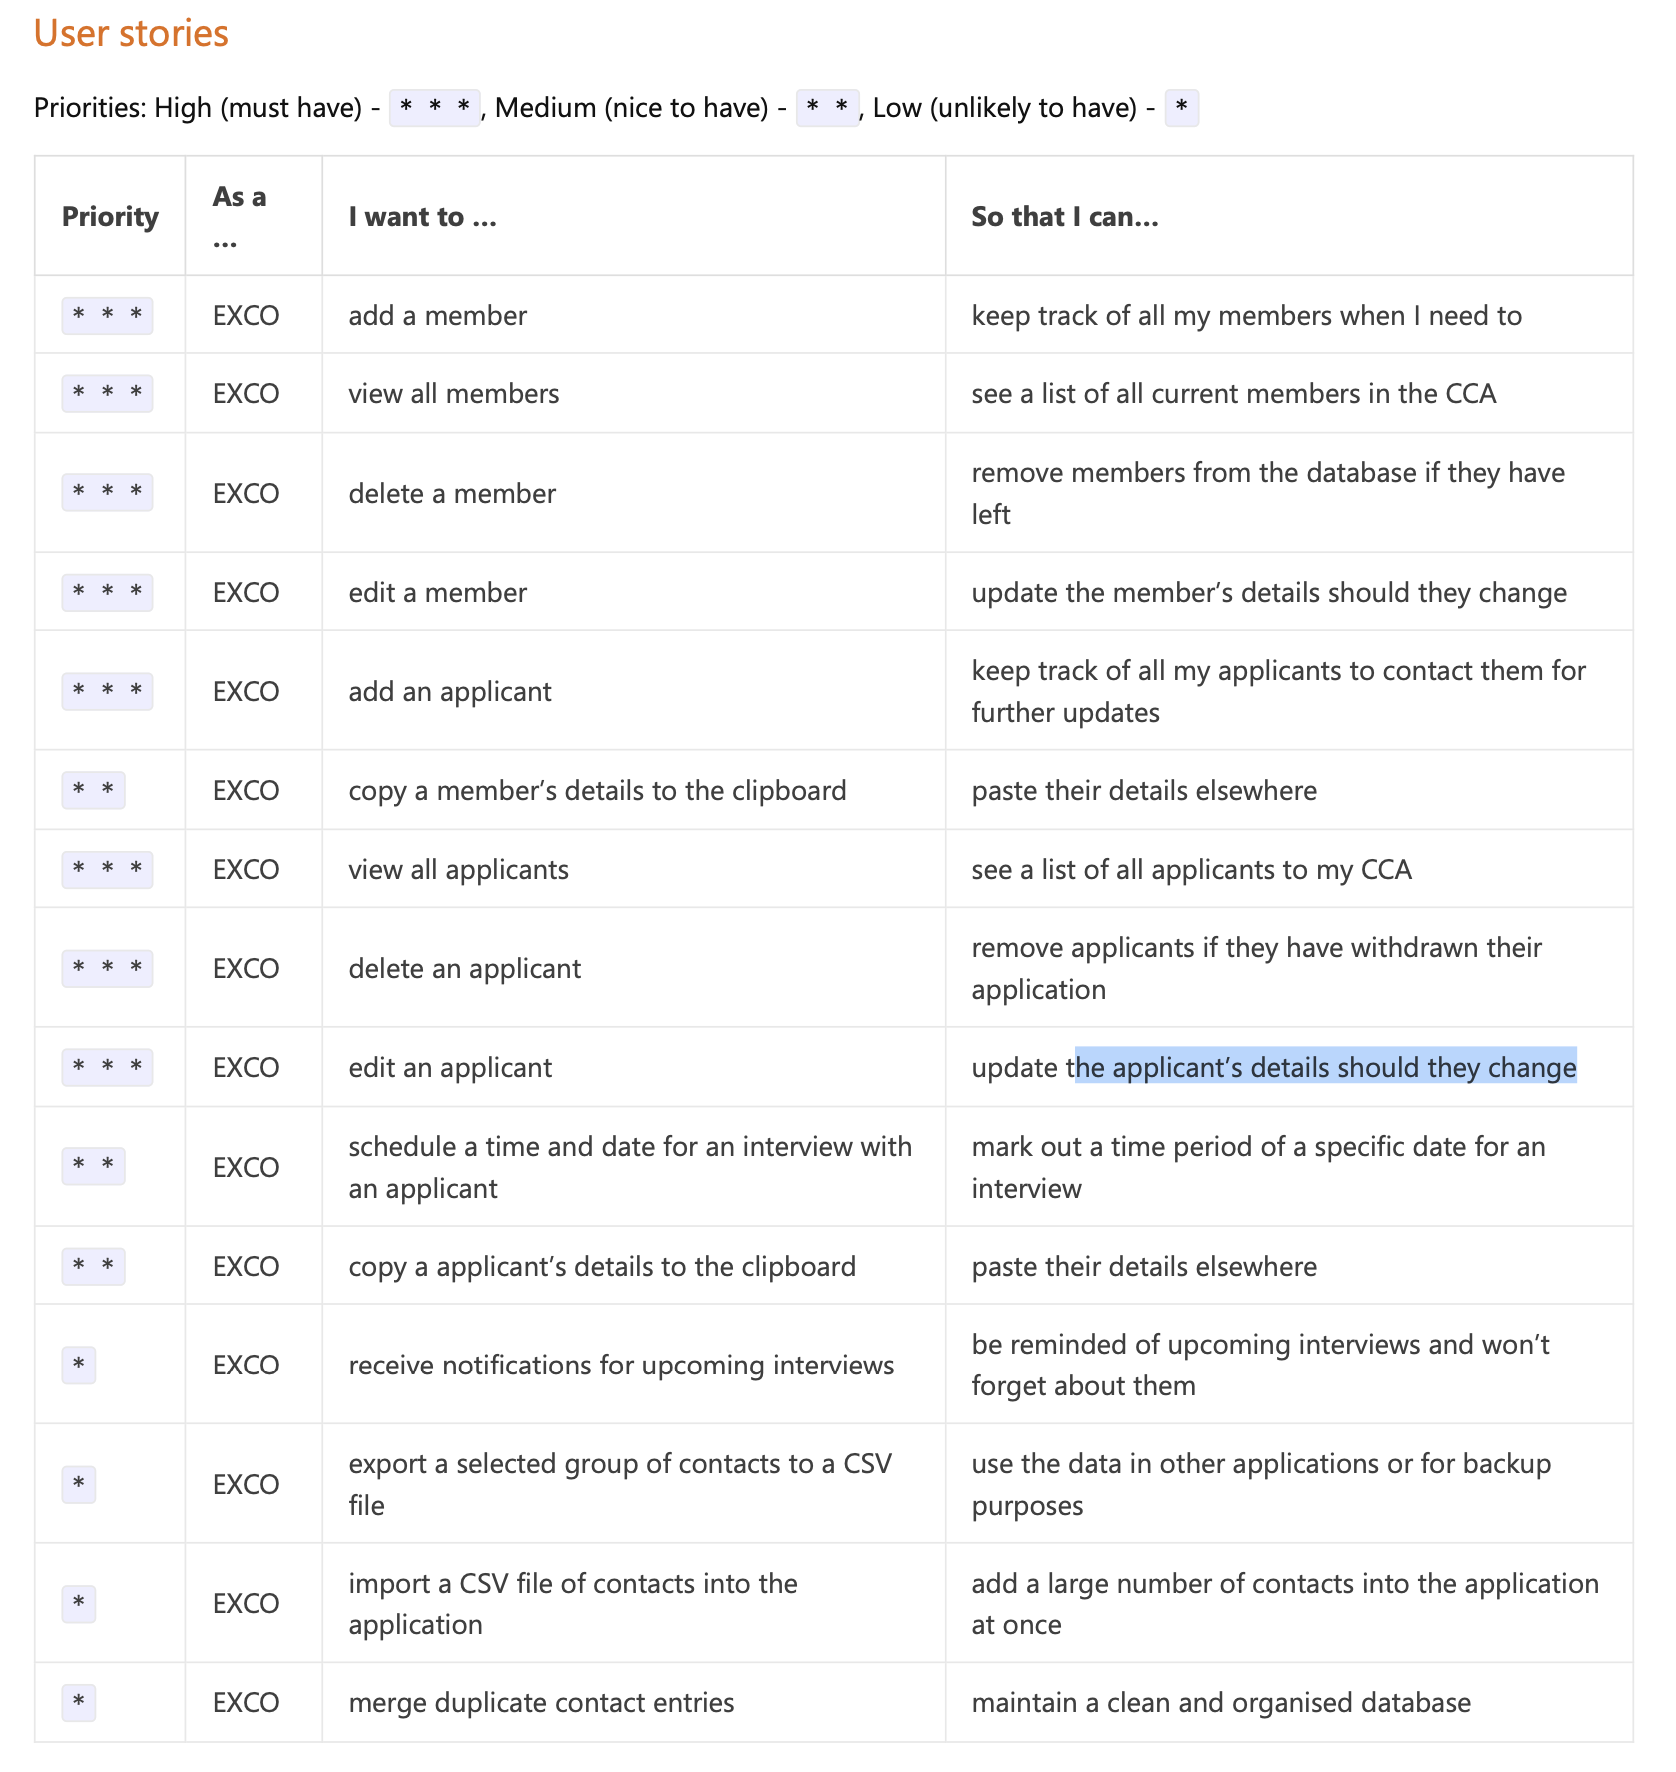 User stories
Priorities: High (must have) - * * *, Medium (nice to have) - * *, Low (unlikely to have) - *
Priority As a ... I want to ... So that I can...
* * * EXCO add a member keep track of all my members when I need to
* * * EXCO view all members see a list of all current members in the CCA
* * * EXCO delete a member remove members from the database if they have
left
* * * EXCO edit a member update the member’s details should they change
* * * EXCO add an applicant keep track of all my applicants to contact them for
further updates
* * EXCO copy a member’s details to the clipboard paste their details elsewhere
* * * EXCO view all applicants see a list of all applicants to my CCA
* * * EXCO delete an applicant remove applicants if they have withdrawn their
application
* * * EXCO edit an applicant update the applicant’s details should they change
* * EXCO schedule a time and date for an interview with
an applicant mark out a time period of a specific date for an
interview
* * EXCO copy a applicant’s details to the clipboard paste their details elsewhere
* EXCO receive notifications for upcoming interviews be reminded of upcoming interviews and won’t
forget about them
* EXCO export a selected group of contacts to a CSV
file use the data in other applications or for backup
purposes
* EXCO import a CSV file of contacts into the
application add a large number of contacts into the application
at once
* EXCO merge duplicate contact entries maintain a clean and organised database